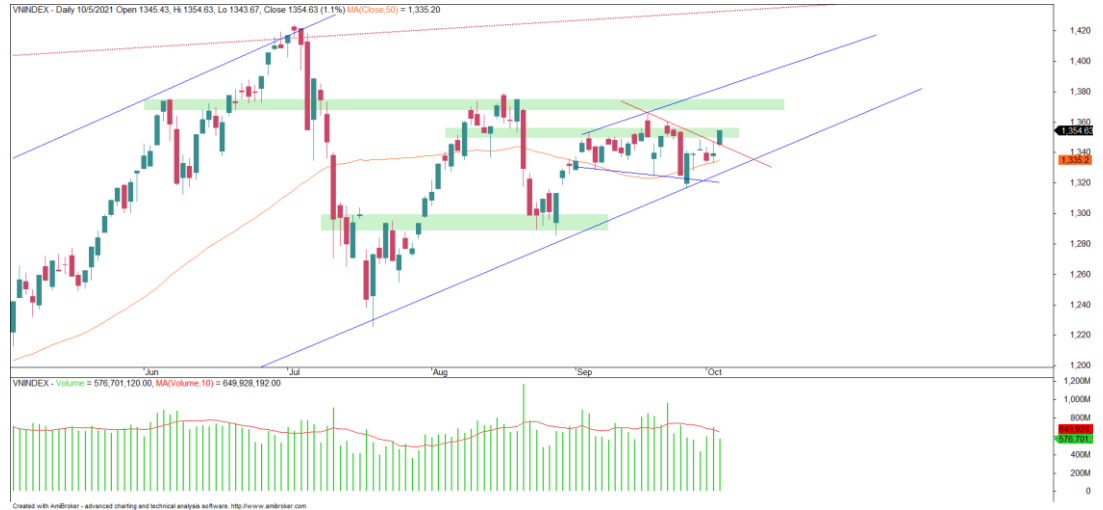 VNINDEX - Daily 10/5/2021 Open 1345.43, Hi 1354.63, Lo 1343.67, Close 1354.63 (1.1%) MA(Close,50) = 1,335.20
1,420
1,400
1,380
1,360
1,354.63
1,340
1,335.2
1,320
1,300
1,280
1,260
1,240
1,220
1,200
Jun Jul Aug Sep Oct
VNINDEX - Volume = 576,701,120.00, MA(Volume,10) = 649,928,192.00
1,200M
1,000M
800M
649,928,
576,701,
400M
200M
0
Created with AmiBroker - advanced charting and technical analysis software. http://www.amibroker.com